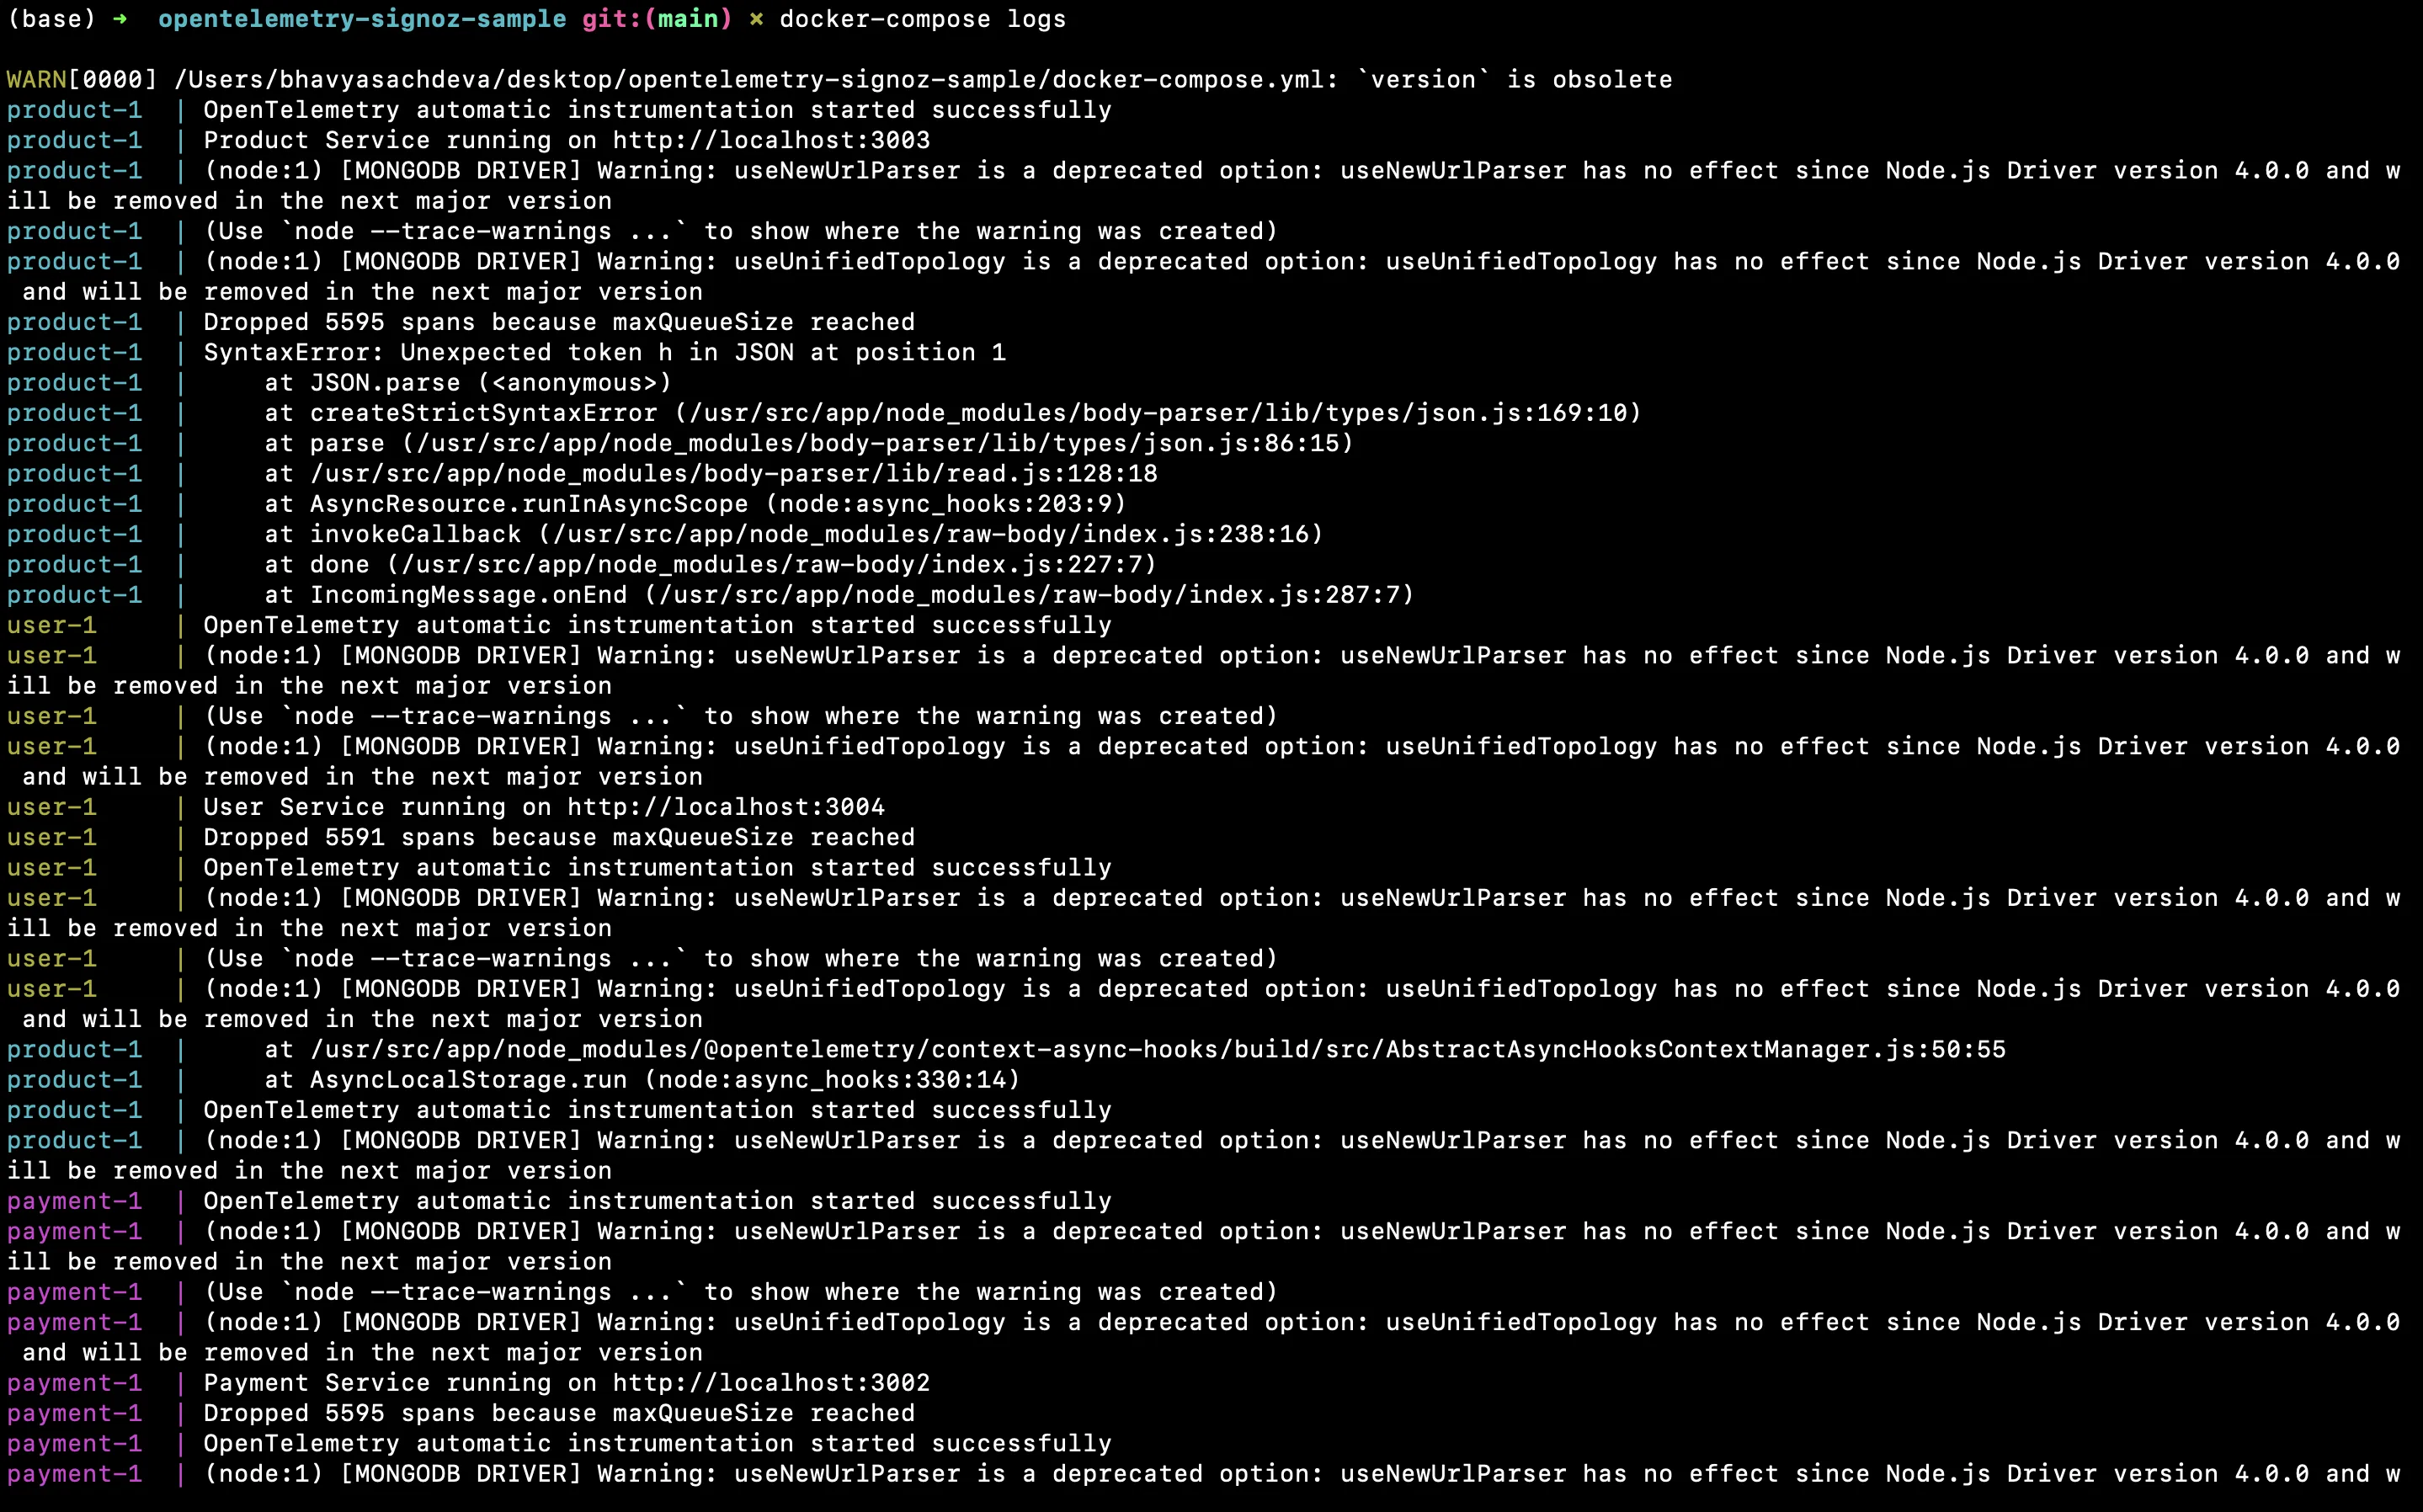 (base) ➜  opentelemetry-signoz-sample git:(main) ✗ docker-compose logs
WARN[0000] /Users/bhavyasachdeva/desktop/opentelemetry-signoz-sample/docker-compose.yml: `version` is obsolete
product-1  | OpenTelemetry automatic instrumentation started successfully
product-1  | Product Service running on http://localhost:3003
product-1  | (node:1) [MONGODB DRIVER] Warning: useNewUrlParser is a deprecated option: useNewUrlParser has no effect since Node.js Driver version 4.0.0 and w
ill be removed in the next major version
product-1  | (Use `node --trace-warnings ...` to show where the warning was created)
product-1  | (node:1) [MONGODB DRIVER] Warning: useUnifiedTopology is a deprecated option: useUnifiedTopology has no effect since Node.js Driver version 4.0.0
 and will be removed in the next major version
product-1  | Dropped 5595 spans because maxQueueSize reached
product-1  | SyntaxError: Unexpected token h in JSON at position 1
product-1  |     at JSON.parse (<anonymous>)
product-1  |     at createStrictSyntaxError (/usr/src/app/node_modules/body-parser/lib/types/json.js:169:10)
product-1  |     at parse (/usr/src/app/node_modules/body-parser/lib/types/json.js:86:15)
product-1  |     at /usr/src/app/node_modules/body-parser/lib/read.js:128:18
product-1  |     at AsyncResource.runInAsyncScope (node:async_hooks:203:9)
product-1  |     at invokeCallback (/usr/src/app/node_modules/raw-body/index.js:238:16)
product-1  |     at done (/usr/src/app/node_modules/raw-body/index.js:227:7)
product-1  |     at IncomingMessage.onEnd (/usr/src/app/node_modules/raw-body/index.js:287:7)
user-1     | OpenTelemetry automatic instrumentation started successfully
user-1     | (node:1) [MONGODB DRIVER] Warning: useNewUrlParser is a deprecated option: useNewUrlParser has no effect since Node.js Driver version 4.0.0 and w
ill be removed in the next major version
user-1     | (Use `node --trace-warnings ...` to show where the warning was created)
user-1     | (node:1) [MONGODB DRIVER] Warning: useUnifiedTopology is a deprecated option: useUnifiedTopology has no effect since Node.js Driver version 4.0.0
 and will be removed in the next major version
user-1     | User Service running on http://localhost:3004
user-1     | Dropped 5591 spans because maxQueueSize reached
user-1     | OpenTelemetry automatic instrumentation started successfully
user-1     | (node:1) [MONGODB DRIVER] Warning: useNewUrlParser is a deprecated option: useNewUrlParser has no effect since Node.js Driver version 4.0.0 and w
ill be removed in the next major version
user-1     | (Use `node --trace-warnings ...` to show where the warning was created)
user-1     | (node:1) [MONGODB DRIVER] Warning: useUnifiedTopology is a deprecated option: useUnifiedTopology has no effect since Node.js Driver version 4.0.0
 and will be removed in the next major version
product-1  |     at /usr/src/app/node_modules/@opentelemetry/context-async-hooks/build/src/AbstractAsyncHooksContextManager.js:50:55
product-1  |     at AsyncLocalStorage.run (node:async_hooks:330:14)
product-1  | OpenTelemetry automatic instrumentation started successfully
product-1  | (node:1) [MONGODB DRIVER] Warning: useNewUrlParser is a deprecated option: useNewUrlParser has no effect since Node.js Driver version 4.0.0 and w
ill be removed in the next major version
payment-1  | OpenTelemetry automatic instrumentation started successfully
payment-1  | (node:1) [MONGODB DRIVER] Warning: useNewUrlParser is a deprecated option: useNewUrlParser has no effect since Node.js Driver version 4.0.0 and w
ill be removed in the next major version
payment-1  | (Use `node --trace-warnings ...` to show where the warning was created)
payment-1  | (node:1) [MONGODB DRIVER] Warning: useUnifiedTopology is a deprecated option: useUnifiedTopology has no effect since Node.js Driver version 4.0.0
 and will be removed in the next major version
payment-1  | Payment Service running on http://localhost:3002
payment-1  | Dropped 5595 spans because maxQueueSize reached
payment-1  | OpenTelemetry automatic instrumentation started successfully
payment-1  | (node:1) [MONGODB DRIVER] Warning: useNewUrlParser is a deprecated option: useNewUrlParser has no effect since Node.js Driver version 4.0.0 and w